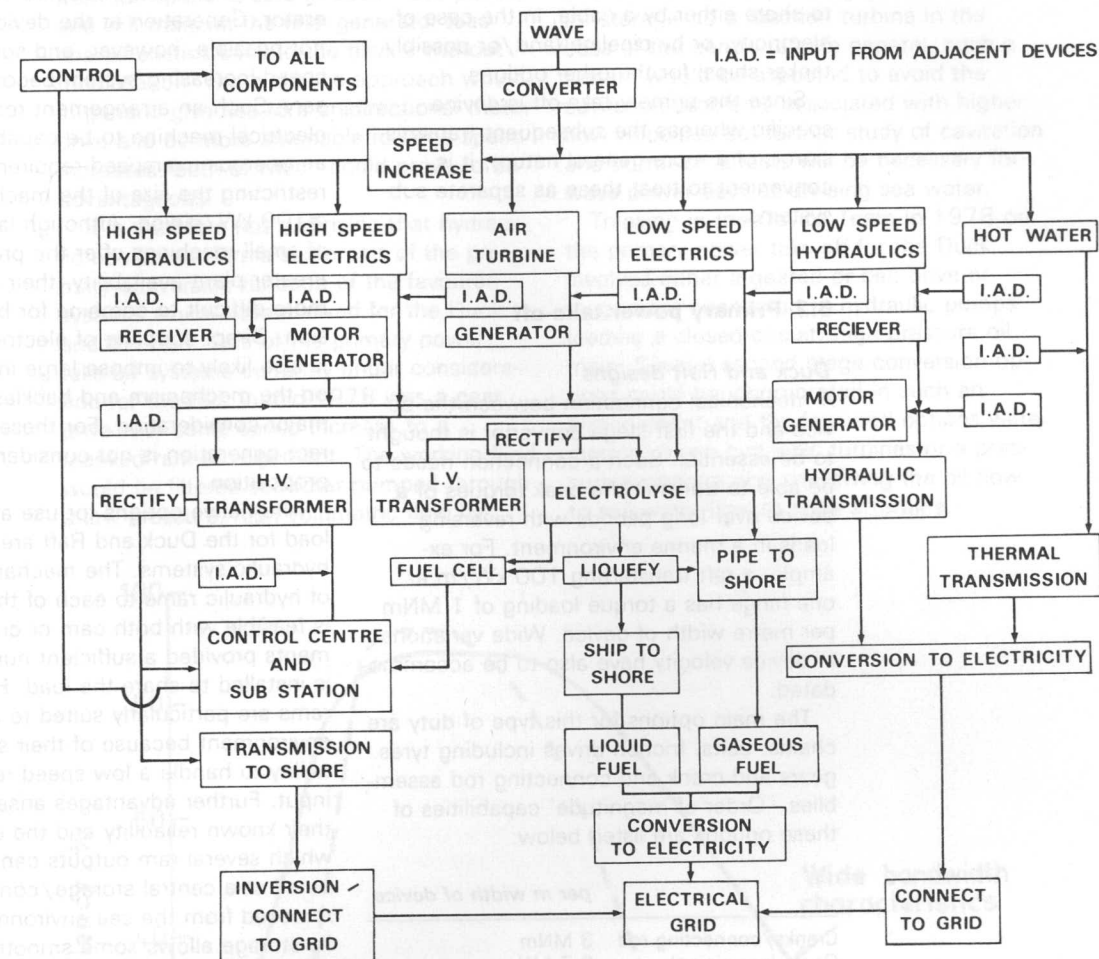 WAVE
CONVERTER
I.A.D. = INPUT FROM ADJACENT DEVICES
CONTROL
TO ALL
COMPONENTS
SPEED
INCREASE
HIGH SPEED
HYDRAULICS
HIGH SPEED
ELECTRICS
AIR
TURBINE
LOW SPEED
ELECTRICS
LOW SPEED
HYDRAULICS
HOT WATER
I.A.D.
I.A.D.
I.A.D.
I.A.D.
RECEIVER
MOTOR
GENERATOR
GENERATOR
RECIEVER
I.A.D.
I.A.D.
MOTOR
GENERATOR
I.A.D.
RECTIFY
RECTIFY
H.V.
TRANSFORMER
L.V.
TRANSFORMER
ELECTROLYSE
HYDRAULIC
TRANSMISSION
I.A.D.
FUEL CELL
LIQUEFY
PIPE TO
SHORE
THERMAL
TRANSMISSION
CONTROL CENTRE
AND
SUB STATION
SHIP TO
SHORE
CONVERSION TO ELECTRICITY
TRANSMISSION
TO SHORE
LIQUID
FUEL
GASEOUS
FUEL
CONVERSION
TO ELECTRICITY
INVERSION -
CONNECT
TO GRID
ELECTRICAL
GRID
CONNECT
TO GRID